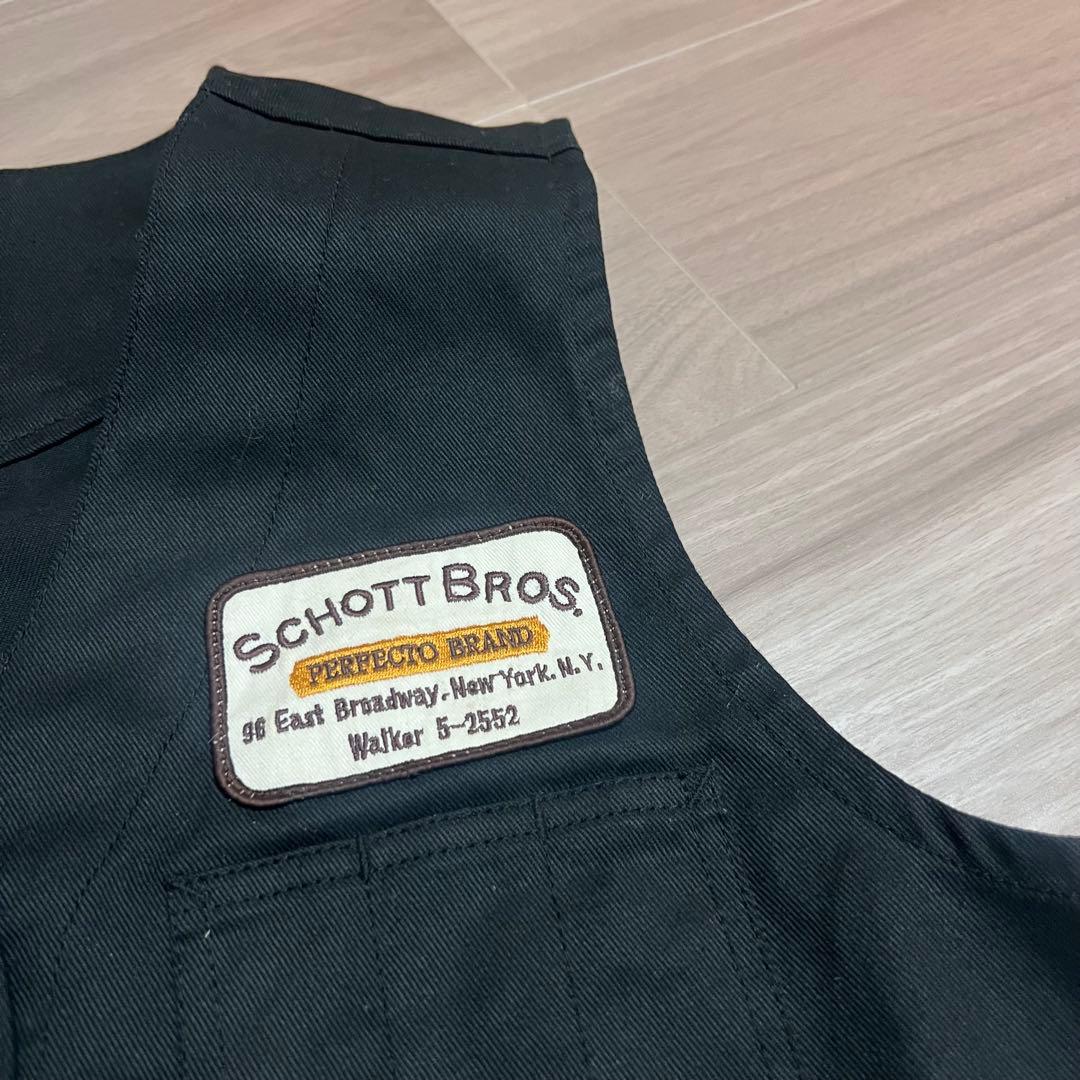 SCHOTT BROS.
PERFECTO BRAND
96 East Broadway. New York. N.Y.
Walker 5-2552